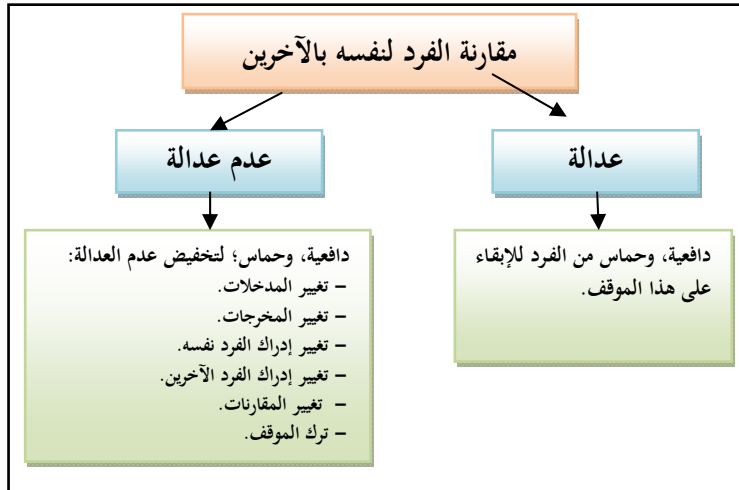 مقارنة الفرد لنفسه بالآخرين
عدالة
عدم عدالة
دافعية، وحماس من الفرد للإبقاء
على هذا الموقف.
دافعية، وحماس؛ لتخفيض عدم العدالة:
– تغيير المدخلات.
– تغيير المخرجات.
– تغيير إدراك الفرد نفسه.
– تغيير إدراك الفرد الآخرين.
– تغيير المقارنات.
– ترك الموقف.